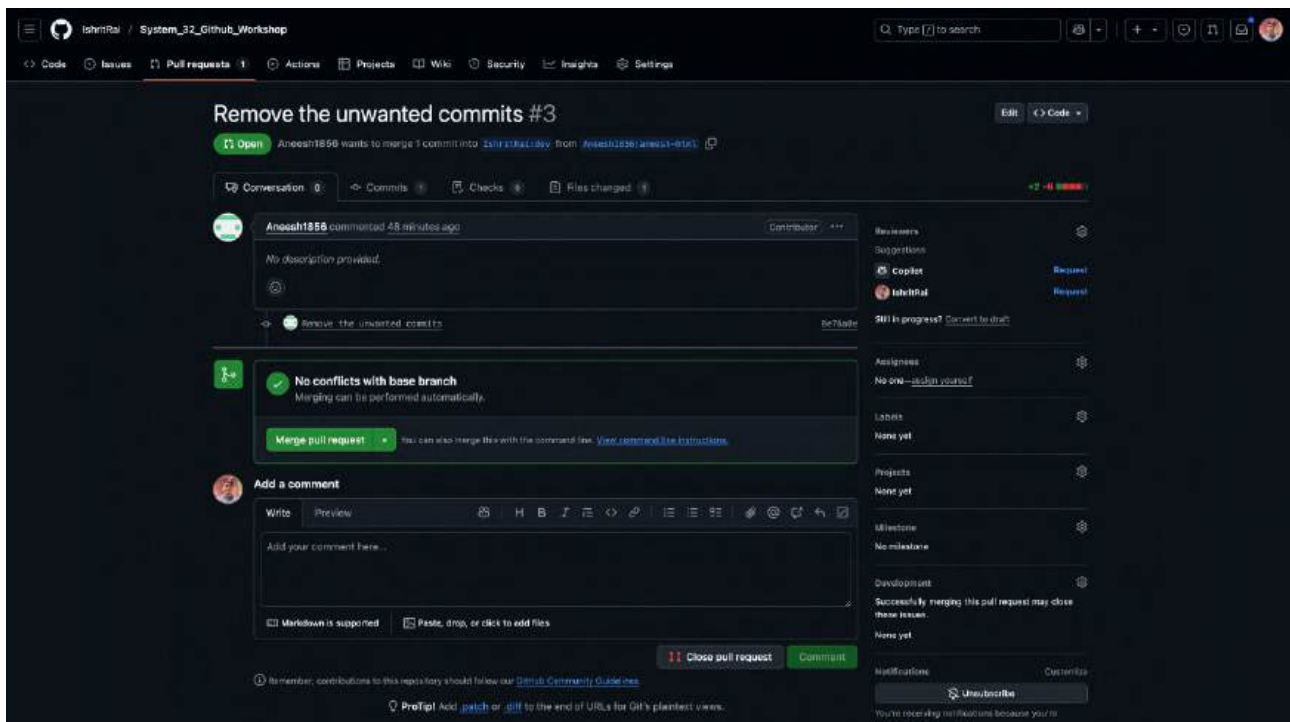 IshritRai / System_32_Github_Workshop
Type / to search
Code Issues Pull requests 1 Actions Projects Wiki Security Insights Settings
Remove the unwanted commits #3
Edit Code
Open Aneesh1856 wants to merge 1 commit into IshritRai:dev from
Conversation 0 Commits 1 Checks 0 Files changed 1
Aneesh1856 commented 48 minutes ago Contributor
No description provided.
Remove the unwanted commits
No conflicts with base branch
Merging can be performed automatically.
Merge pull request You can also merge this with the command line. View command line instructions.
Add a comment
Write Preview
Add your comment here...
Markdown is supported Paste, drop, or click to add files
Close pull request Comment
Remember, contributions to this repository should follow our GitHub Community Guidelines.
ProTip! Add .patch or .diff to the end of URLs for Git's plaintext views.
Reviewers
Suggestions
Copilot Request
IshritRai Request
Still in progress? Convert to draft
Assignees
No one—assign yourself
Labels
None yet
Projects
None yet
Milestone
No milestone
Development
Successfully merging this pull request may close
these issues.
None yet
Notifications Customize
Unsubscribe
You're receiving notifications because you're